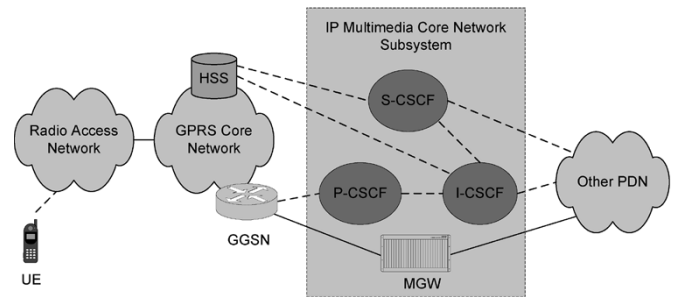 IP Multimedia Core Network
Subsystem
HSS
S-CSCF
Radio Access
Network
GPRS Core
Network
P-CSCF
I-CSCF
Other PDN
GGSN
UE
MGW